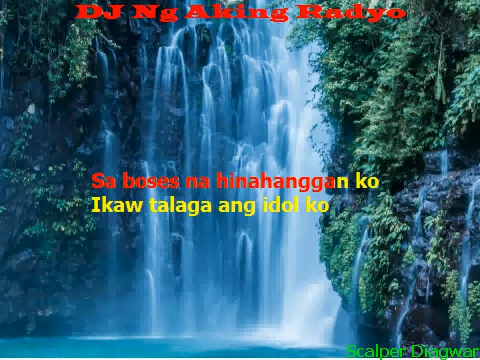 DJ Ng Aking Radyo
Sa boses na hinahanggan ko
Ikaw talaga ang idol ko
Scalper Diagwar